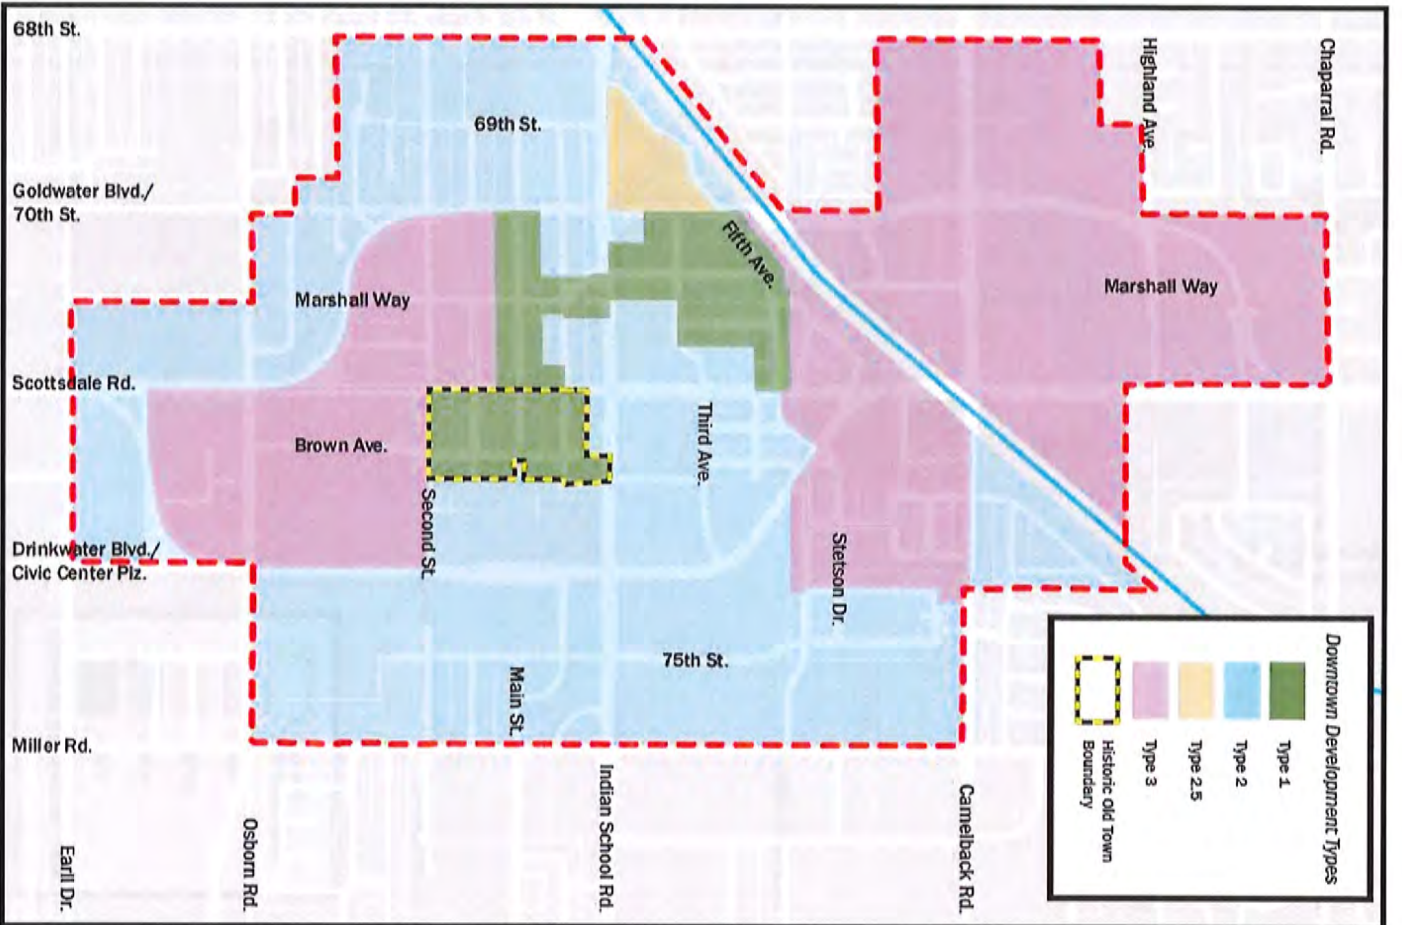 68th St.
Highland Ave.
Chaparral Rd.
69th St.
Goldwater Blvd./
70th St.
Fifth Ave.
Marshall Way
Marshall Way
Scottsdale Rd.
Brown Ave.
Third Ave.
Second St.
Drinkwater Blvd./
Civic Center Plz.
Stetson Dr.
75th St.
Main St.
Miller Rd.
Indian School Rd.
Camelback Rd.
Osborn Rd.
Earll Dr.
Downtown Development Types
Type 1
Type 2
Type 2.5
Type 3
Historic Old Town
Boundary